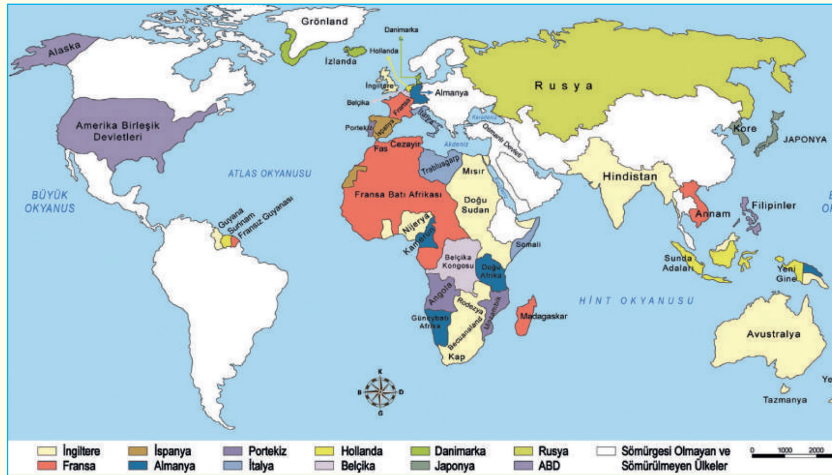 Grönland
Alaska
İzlanda
Danimarka
Hollanda
İngiltere
Belçika
Almanya
Fransa
Rusya
Amerika Birleşik
Devletleri
Portekiz
İspanya
İtalya
Karadeniz
Osmanlı Devleti
Akdeniz
Kore
JAPONYA
Fas
Cezayir
Trablusgarp
Mısır
ATLAS OKYANUSU
BÜYÜK
OKYANUS
Fransa Batı Afrikası
Doğu
Sudan
Hindistan
Annam
Filipinler
Guyana
Surinam
Fransız Guyanası
Nijerya
Kamerun
Somali
Belçika
Kongosu
Doğu
Afrika
Sunda
Adaları
Yeni
Gine
Angola
Rodezya
Mozambik
HİNT OKYANUSU
Güneybatı
Afrika
Becuanaland
Madagaskar
Avustralya
Kap
Tazmanya
Ye
K
B
D
G
İngiltere
İspanya
Portekiz
Hollanda
Danimarka
Rusya
Sömürgesi Olmayan ve
Sömürülmeyen Ülkeler
0 1000 2000
Fransa
Almanya
İtalya
Belçika
Japonya
ABD